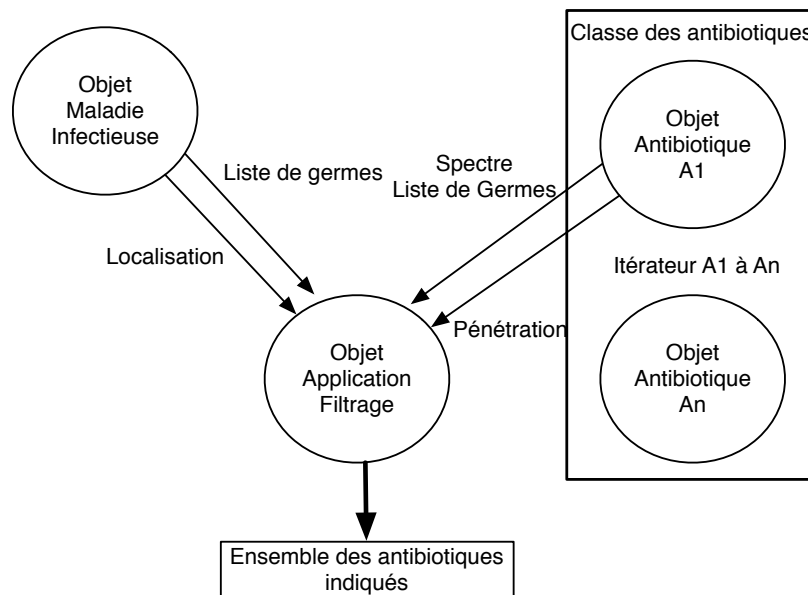 Objet
Maladie
Infectieuse
Classe des antibiotiques
Objet
Antibiotique
A1
Liste de germes
Spectre
Liste de Germes
Localisation
Itérateur A1 à An
Pénétration
Objet
Application
Filtrage
Objet
Antibiotique
An
Ensemble des antibiotiques
indiqués